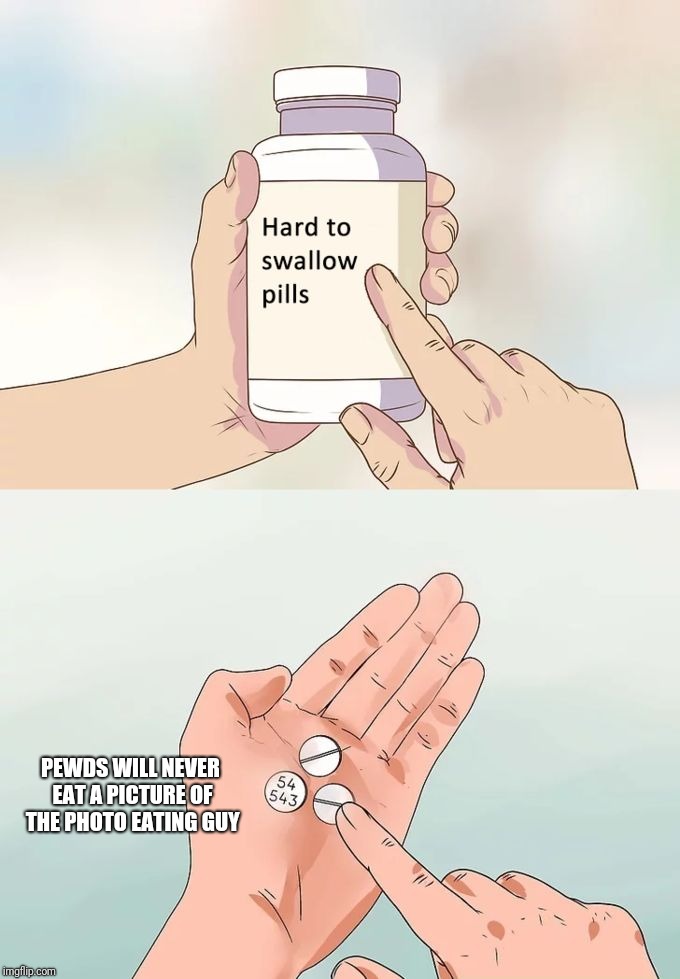 Hard to
swallow
pills
PEWDS WILL NEVER
EAT A PICTURE OF
THE PHOTO EATING GUY
54
543
imgflip.com